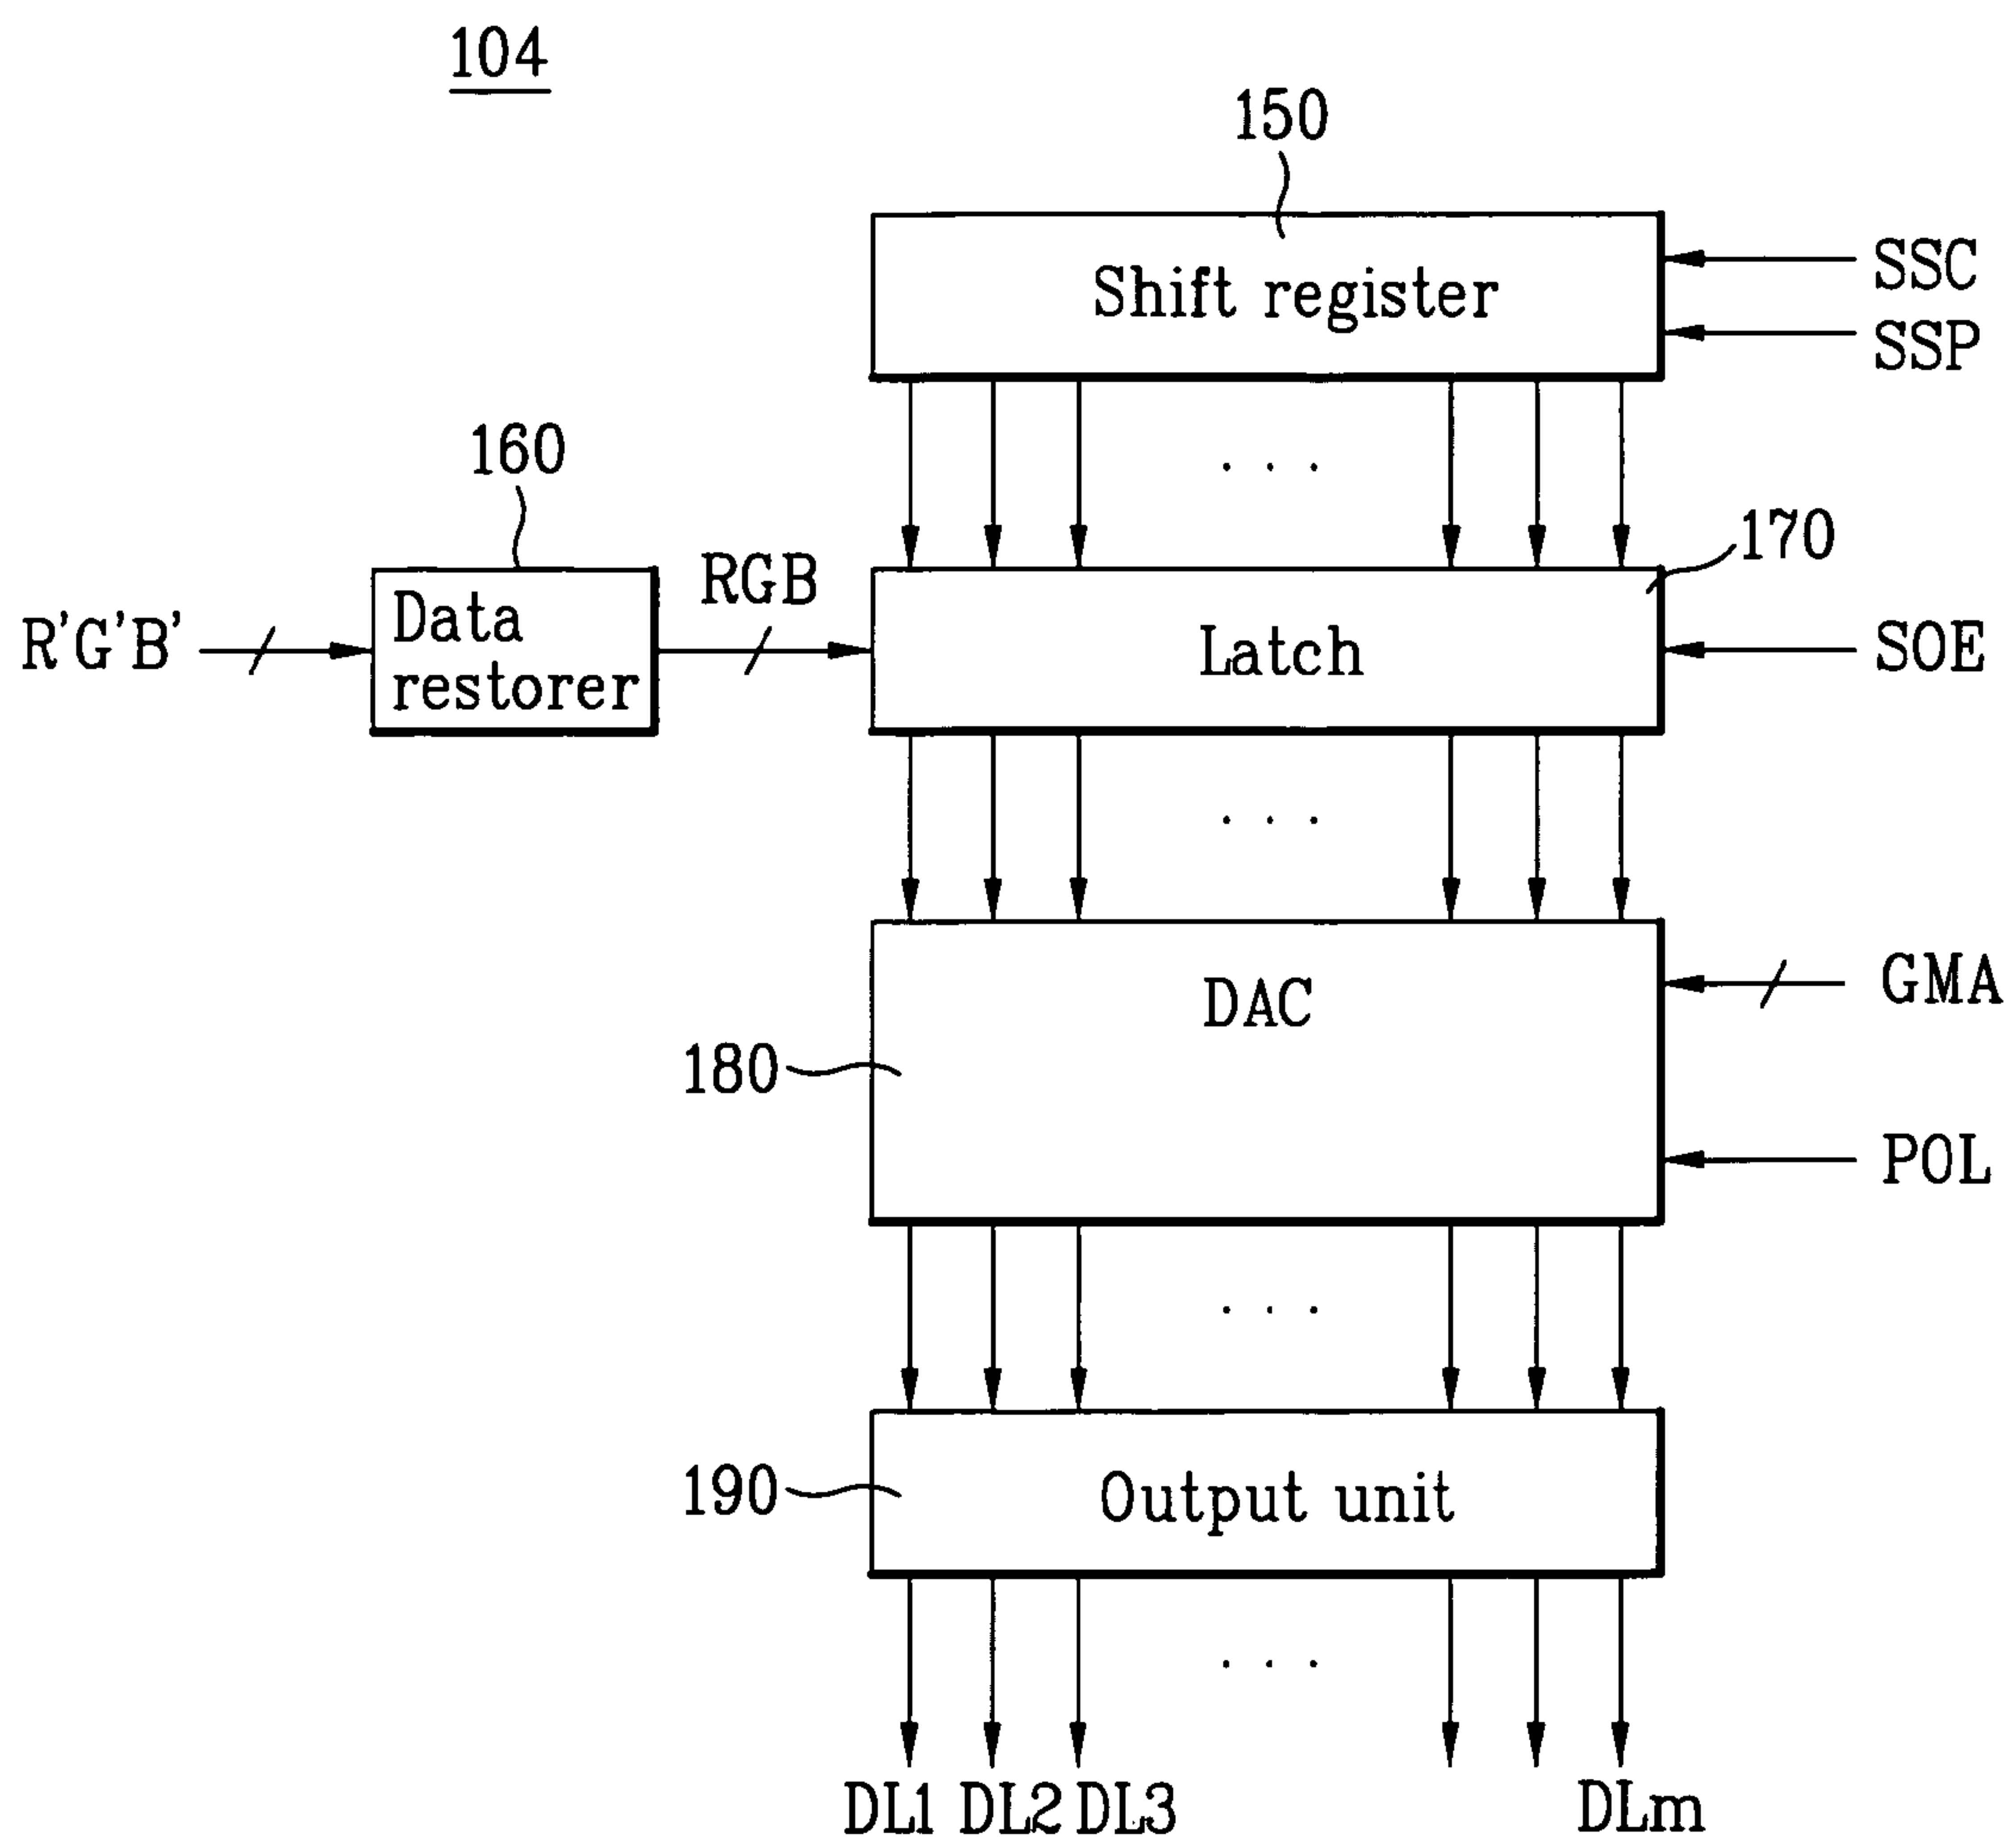 104
150
Shift register
SSC
SSP
160
170
R'G'B'
Data
restorer
RGB
Latch
SOE
DAC
GMA
180
POL
190
Output unit
DL1 DL2 DL3 DLm